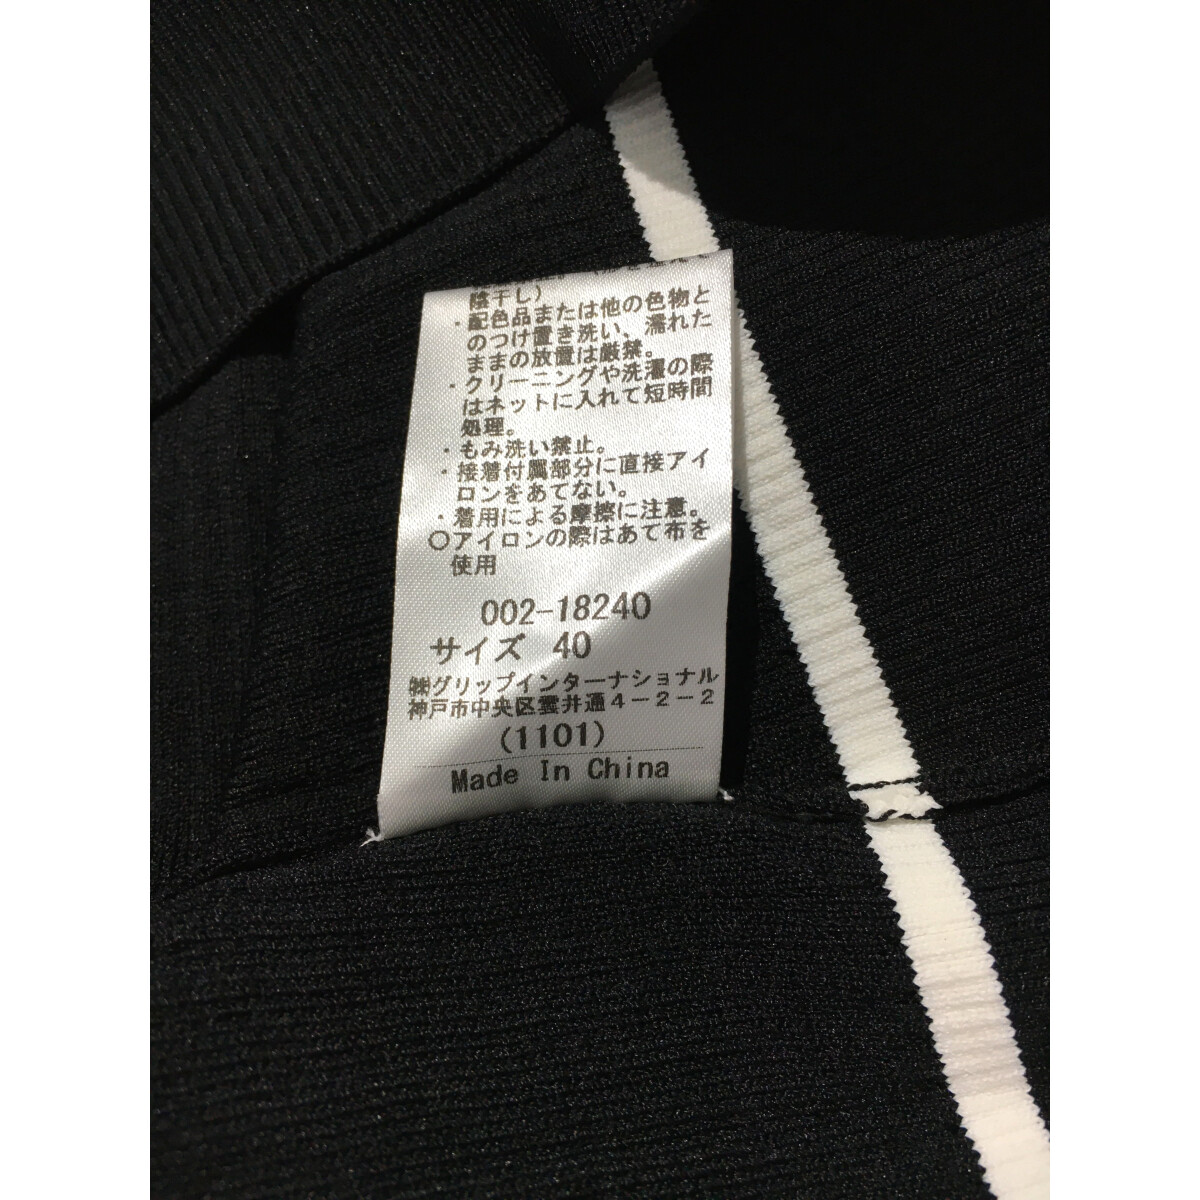 陰干し)
・配色品または他の色物と
のつけ置き洗い、濡れた
ままの放置は厳禁。
・クリーニングや洗濯の際
はネットに入れて短時間
処理。
・もみ洗い禁止。
・接着付属部分に直接アイ
ロンをあてない。
・着用による摩擦に注意。
○アイロンの際はあて布を
使用
002-18240
サイズ 40
㈱グリップインターナショナル
神戸市中央区雲井通4-2-2
(1101)
Made In China